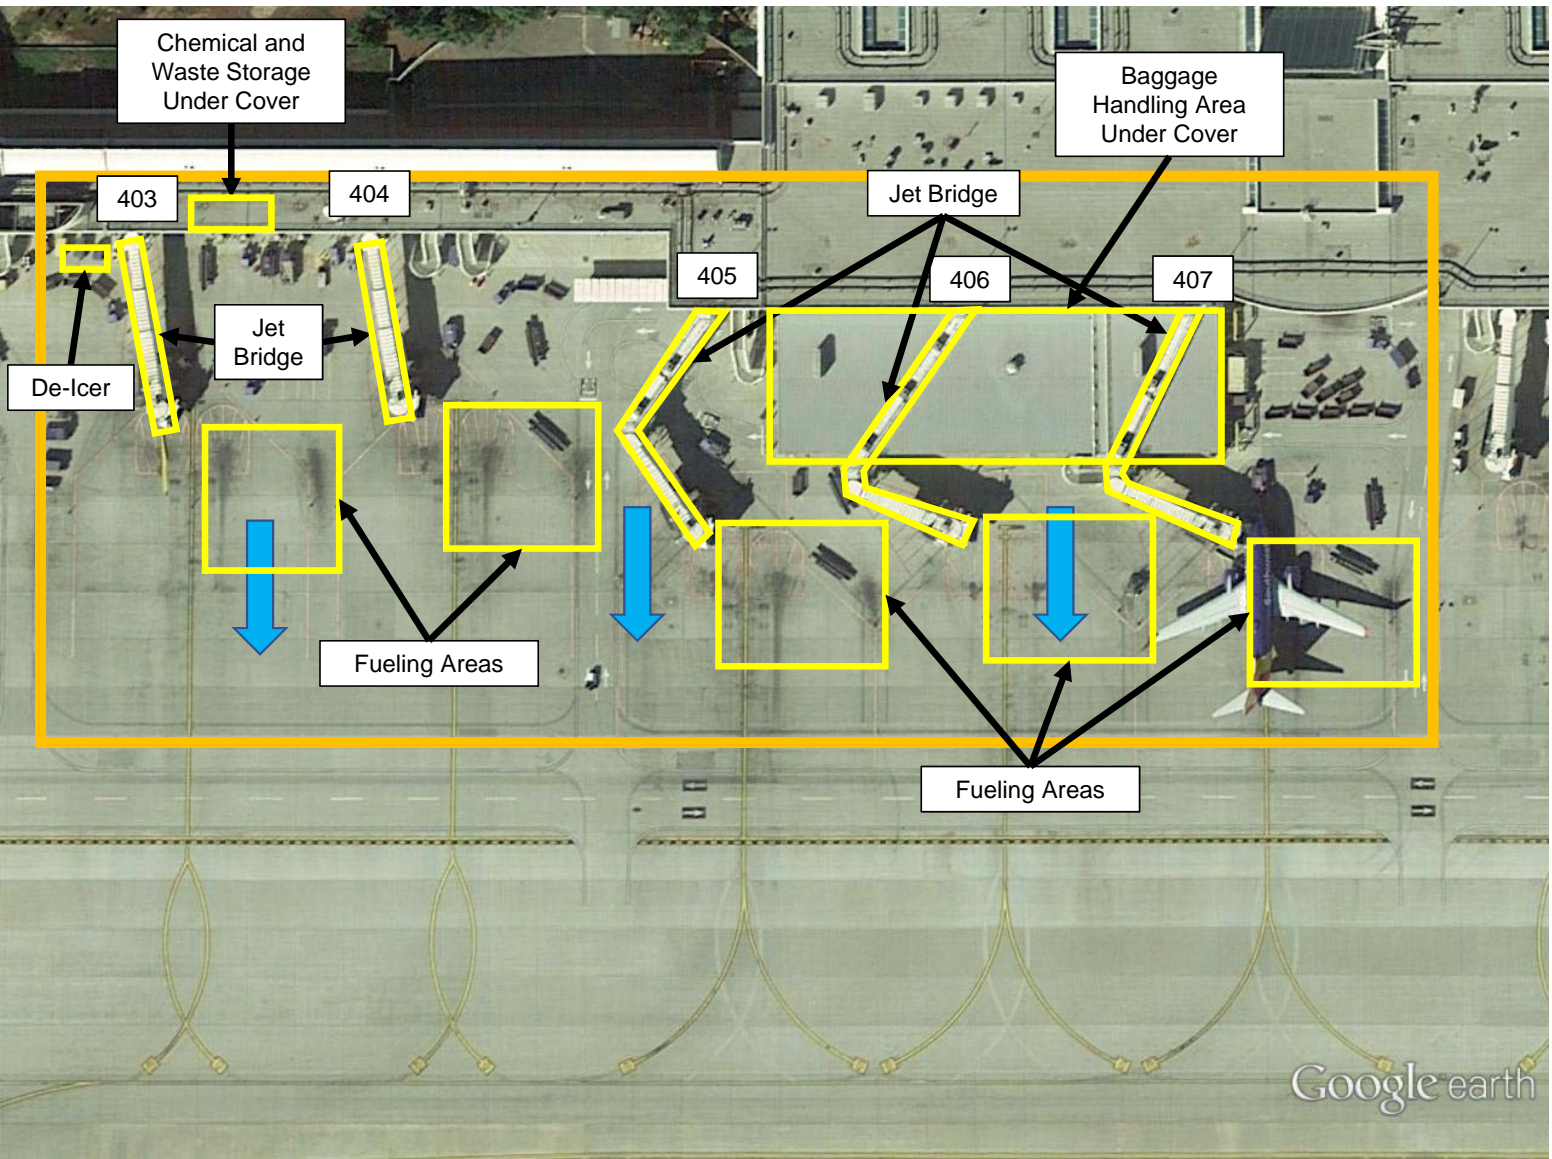 Chemical and
Waste Storage
Under Cover
Baggage
Handling Area
Under Cover
403
404
Jet Bridge
405
406
407
Jet
Bridge
De-Icer
Fueling Areas
Fueling Areas
Google earth